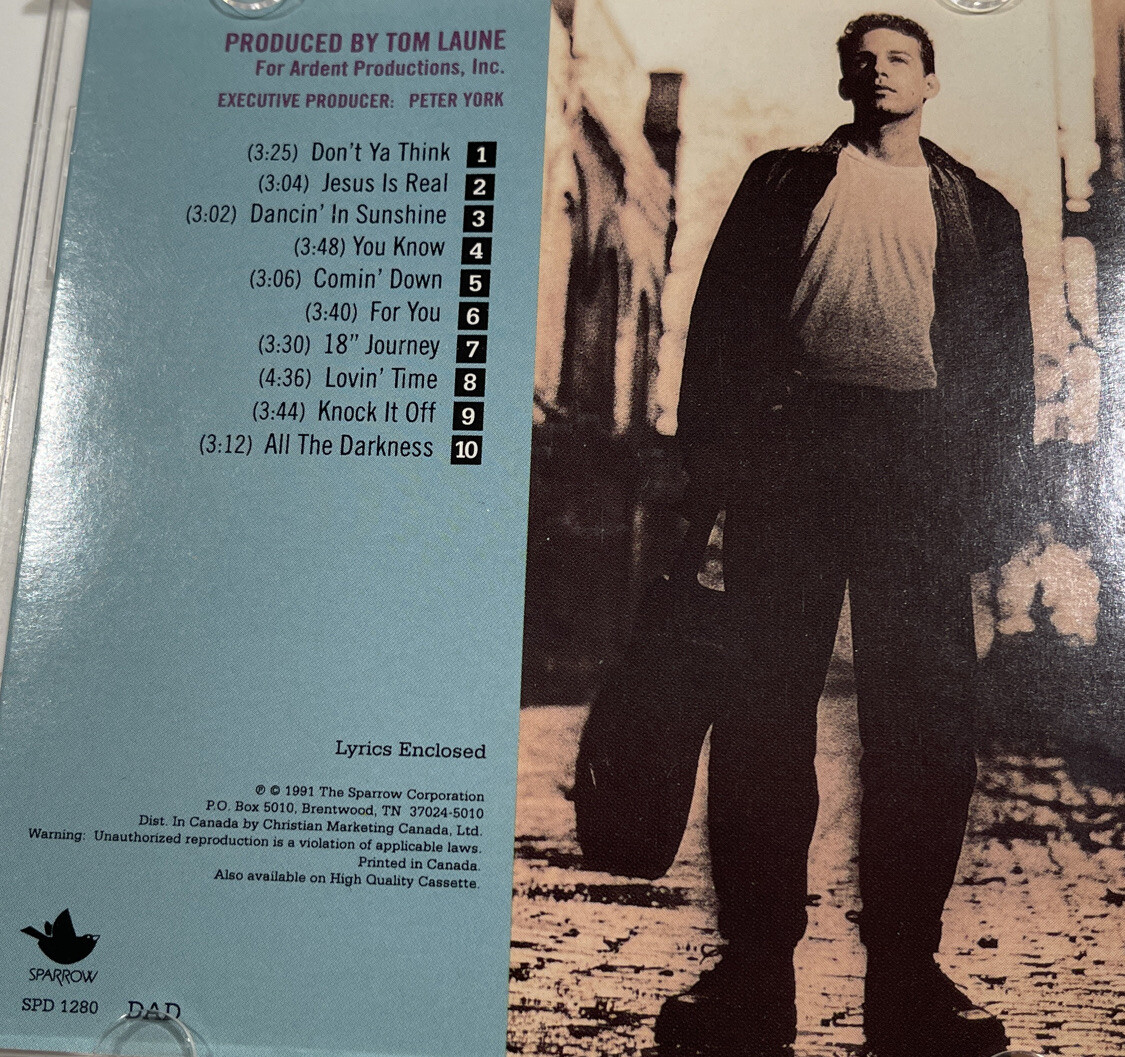 PRODUCED BY TOM LAUNE
For Ardent Productions, Inc.
EXECUTIVE PRODUCER: PETER YORK
(3:25) Don't Ya Think 1
(3:04) Jesus Is Real 2
(3:02) Dancin' In Sunshine 3
(3:48) You Know 4
(3:06) Comin' Down 5
(3:40) For You 6
(3:30) 18" Journey 7
(4:36) Lovin' Time 8
(3:44) Knock It Off 9
(3:12) All The Darkness 10
Lyrics Enclosed
℗ © 1991 The Sparrow Corporation
P.O. Box 5010, Brentwood, TN 37024-5010
Dist. In Canada by Christian Marketing Canada, Ltd.
Warning: Unauthorized reproduction is a violation of applicable laws.
Printed in Canada.
Also available on High Quality Cassette.
SPARROW
SPD 1280 DAD